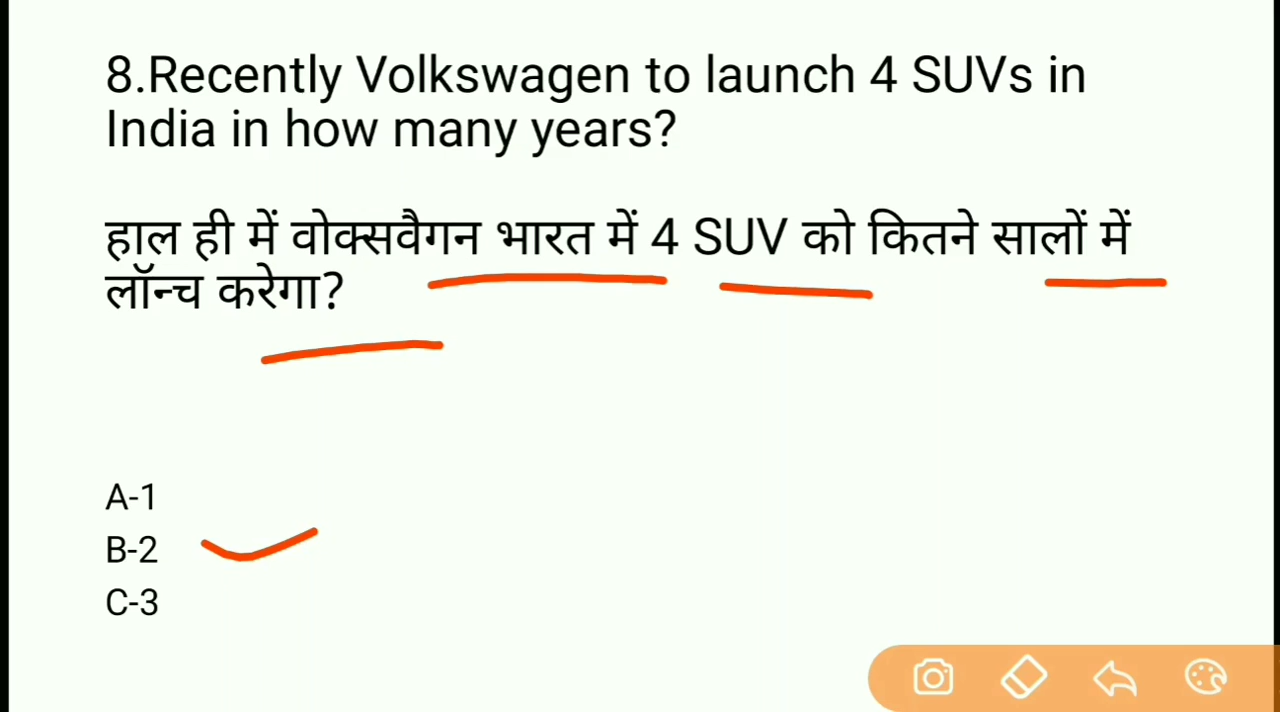 8.Recently Volkswagen to launch 4 SUVs in
India in how many years?
हाल ही में वोक्सवैगन भारत में 4 SUV को कितने सालों में
लॉन्च करेगा?
A-1
B-2
C-3